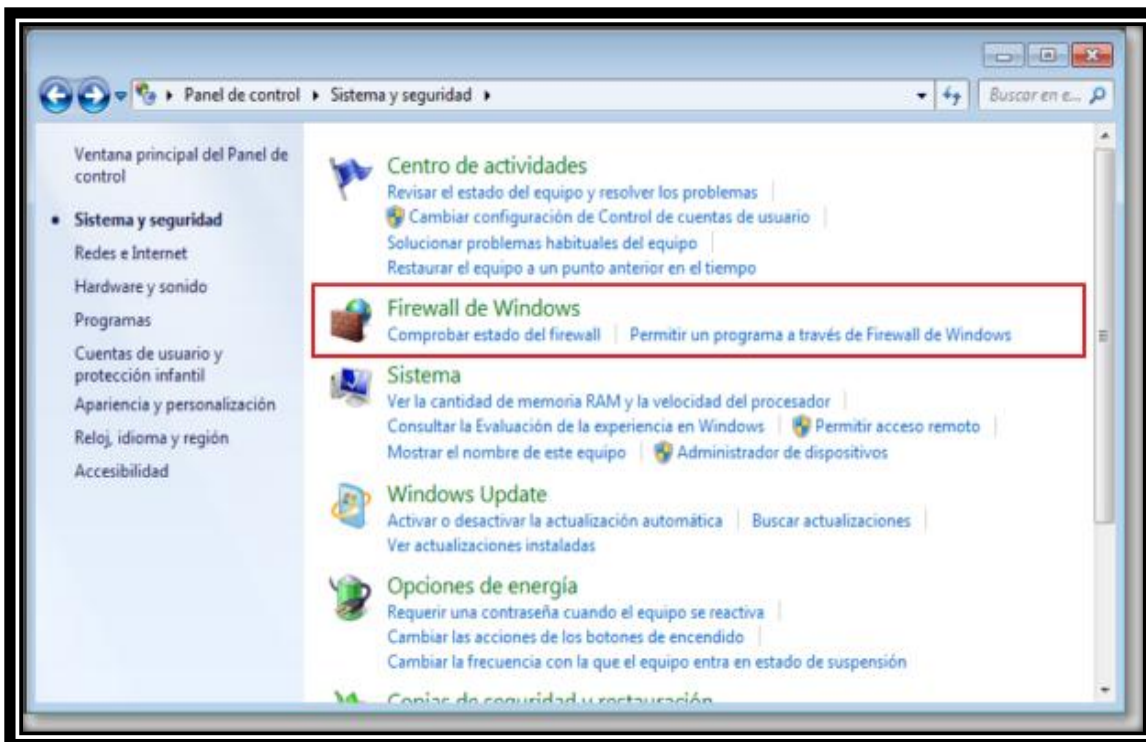 Panel de control ▸ Sistema y seguridad ▸
Buscar en e...
Ventana principal del Panel de
control
Sistema y seguridad
Redes e Internet
Hardware y sonido
Programas
Cuentas de usuario y
protección infantil
Apariencia y personalización
Reloj, idioma y región
Accesibilidad
Centro de actividades
Revisar el estado del equipo y resolver los problemas
Cambiar configuración de Control de cuentas de usuario
Solucionar problemas habituales del equipo
Restaurar el equipo a un punto anterior en el tiempo
Firewall de Windows
Comprobar estado del firewall | Permitir un programa a través de Firewall de Windows
Sistema
Ver la cantidad de memoria RAM y la velocidad del procesador
Consultar la Evaluación de la experiencia en Windows | Permitir acceso remoto
Mostrar el nombre de este equipo | Administrador de dispositivos
Windows Update
Activar o desactivar la actualización automática | Buscar actualizaciones
Ver actualizaciones instaladas
Opciones de energía
Requerir una contraseña cuando el equipo se reactiva
Cambiar las acciones de los botones de encendido
Cambiar la frecuencia con la que el equipo entra en estado de suspensión
Copias de seguridad y restauración